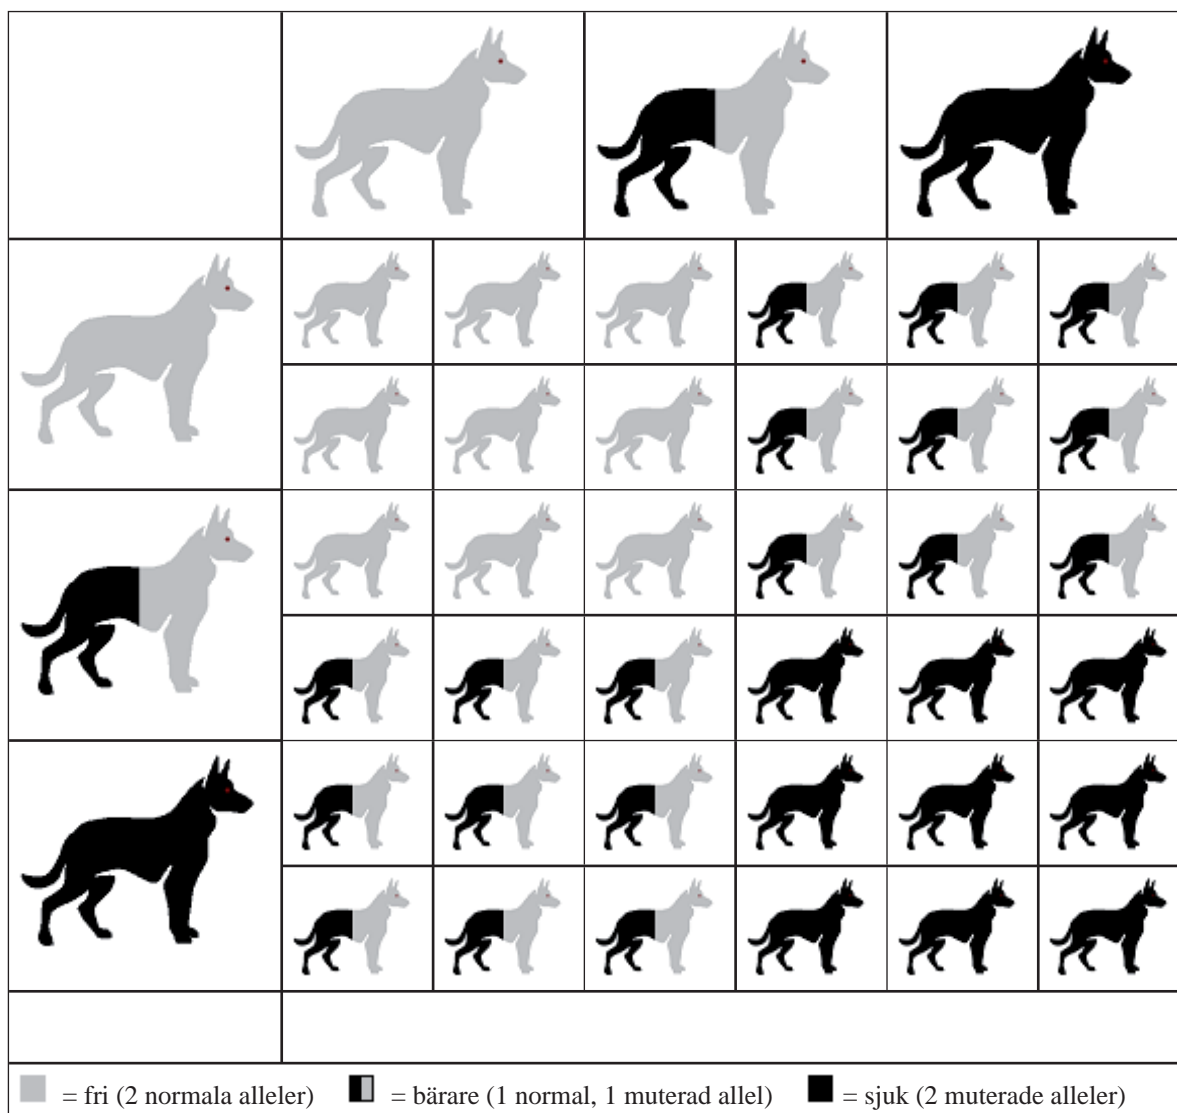 = fri (2 normala alleler) = bärare (1 normal, 1 muterad allel) = sjuk (2 muterade alleler)